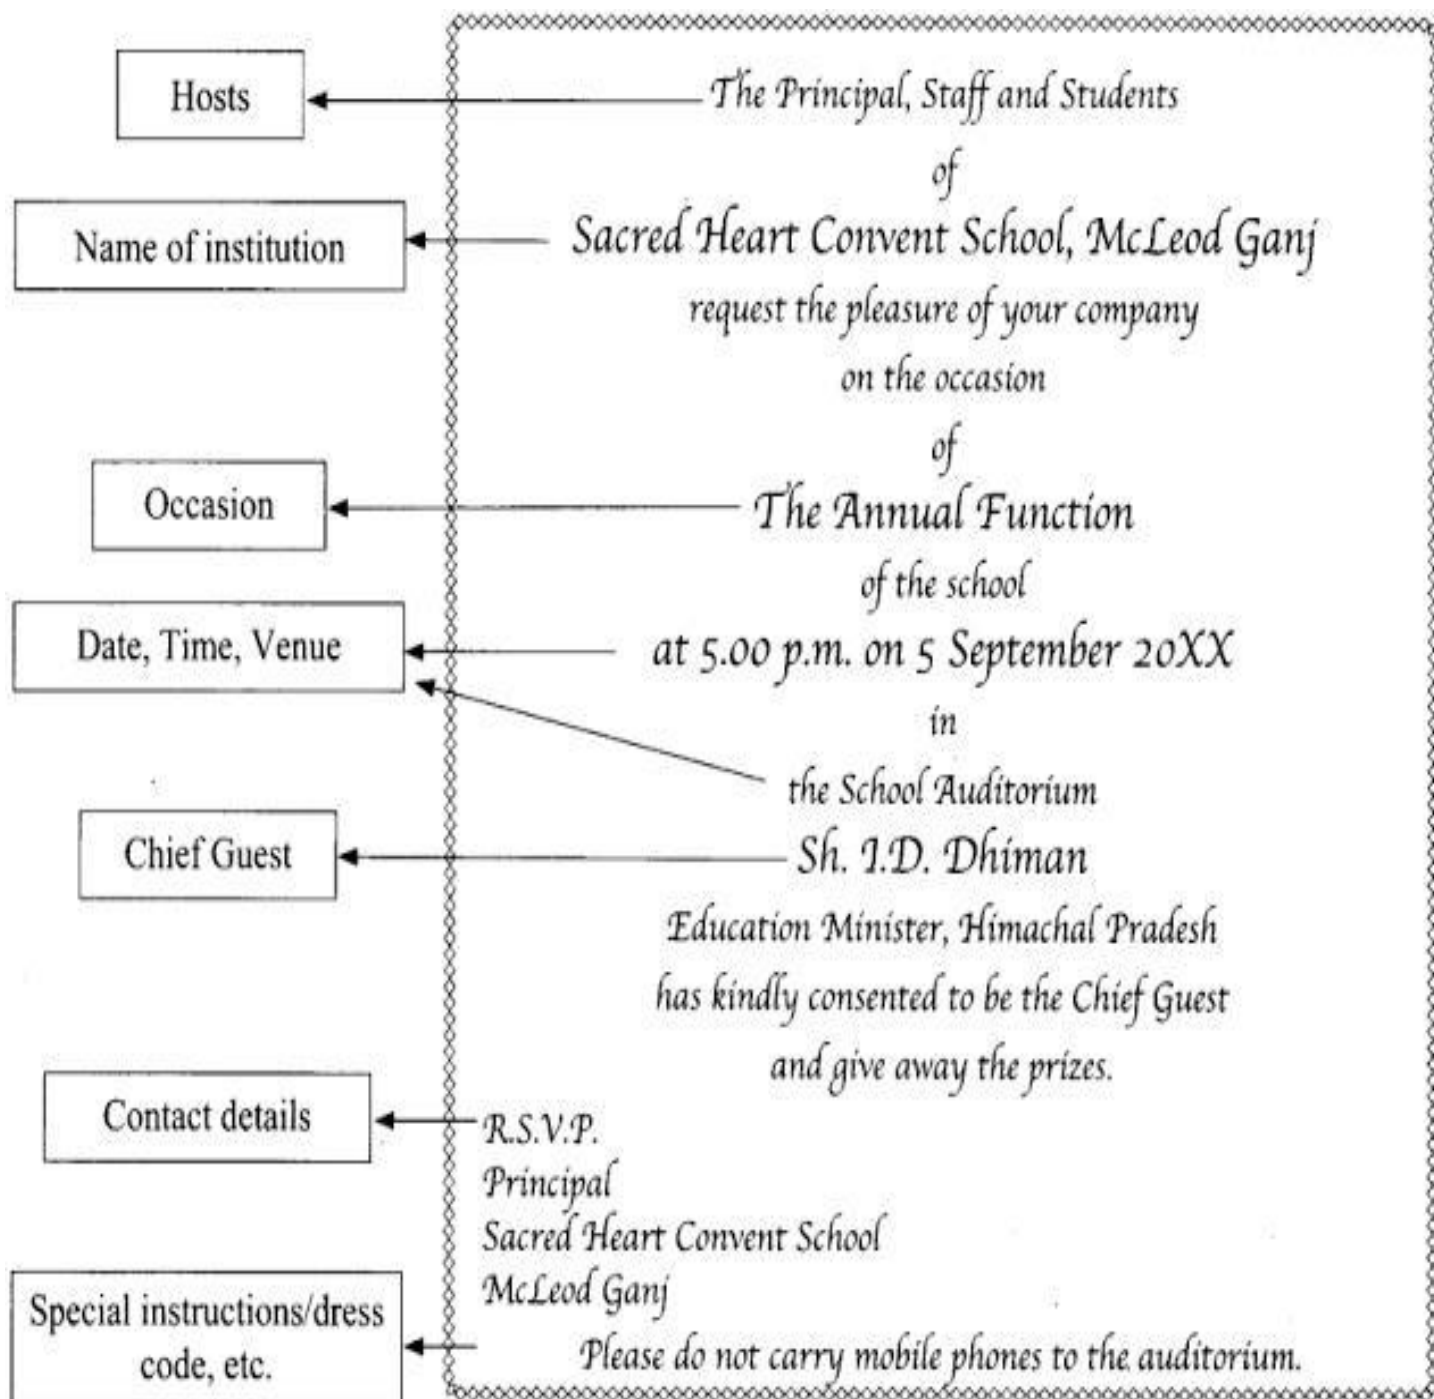 Hosts
The Principal, Staff and Students
of
Name of institution
Sacred Heart Convent School, McLeod Ganj
request the pleasure of your company
on the occasion
of
Occasion
The Annual Function
of the school
Date, Time, Venue
at 5.00 p.m. on 5 September 20XX
in
the School Auditorium
Chief Guest
Sh. I.D. Dhiman
Education Minister, Himachal Pradesh
has kindly consented to be the Chief Guest
and give away the prizes.
Contact details
R.S.V.P.
Principal
Sacred Heart Convent School
McLeod Ganj
Special instructions/dress
code, etc.
Please do not carry mobile phones to the auditorium.